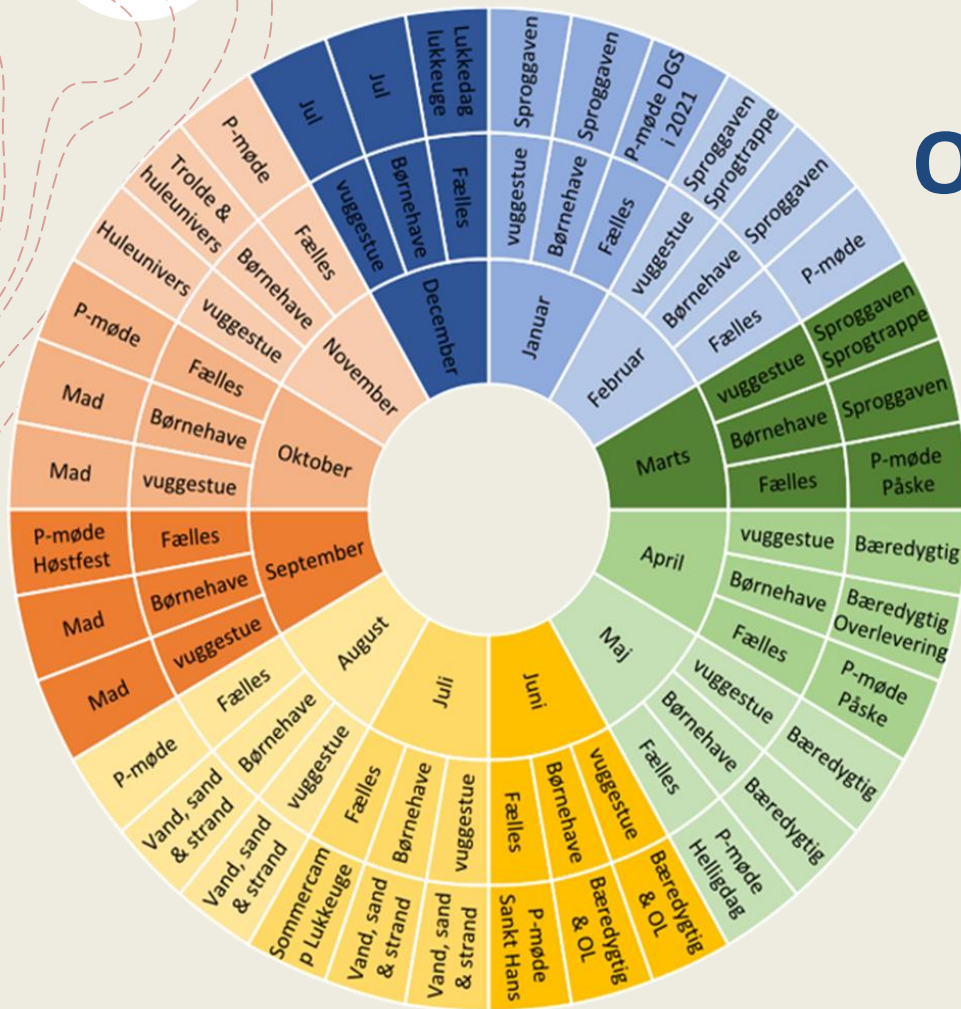 Januar
vuggestue
Sproggaven
Børnehave
Sproggaven
Fælles
P-møde DGS
i 2021
Februar
vuggestue
Sproggaven
Sprogtrappe
Børnehave
Sproggaven
Fælles
P-møde
Marts
vuggestue
Sproggaven
Sprogtrappe
Børnehave
Sproggaven
Fælles
P-møde
Påske
April
vuggestue
Bæredygtig
Børnehave
Bæredygtig
Overlevering
Fælles
P-møde
Påske
Maj
vuggestue
Bæredygtig
Børnehave
Bæredygtig
Fælles
P-møde
Helligdag
Juni
vuggestue
Bæredygtig
& OL
Børnehave
Bæredygtig
& OL
Fælles
P-møde
Sankt Hans
Juli
vuggestue
Vand, sand
& strand
Børnehave
Vand, sand
& strand
Fælles
Sommercam
p Lukkeuge
August
vuggestue
Vand, sand
& strand
Børnehave
Vand, sand
& strand
Fælles
P-møde
September
vuggestue
Mad
Børnehave
Mad
Fælles
P-møde
Høstfest
Oktober
vuggestue
Mad
Børnehave
Mad
Fælles
P-møde
November
vuggestue
Huleunivers
Børnehave
Trolde &
huleunivers
Fælles
P-møde
December
vuggestue
Jul
Børnehave
Jul
Fælles
Lukkedag
lukkeuge
O